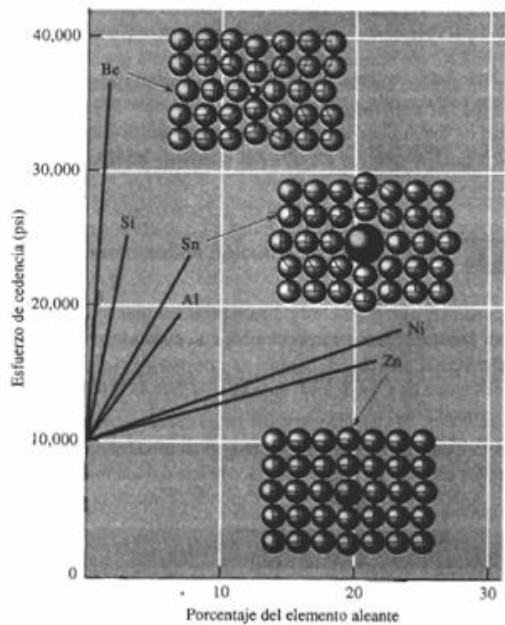 40,000
Be
30,000
Si
Sn
Al
20,000
Ni
Zn
10,000
0
10
20
30
Esfuerzo de cedencia (psi)
Porcentaje del elemento aleante